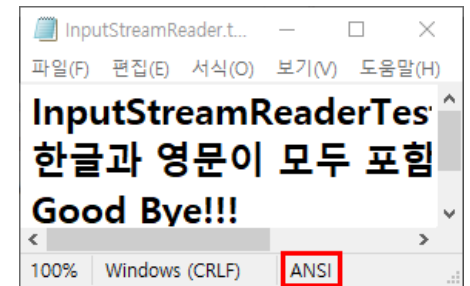 InputStreamReader.t...
파일(F) 편집(E) 서식(O) 보기(V) 도움말(H)
InputStreamReaderTes
한글과 영문이 모두 포함
Good Bye!!!
100% Windows (CRLF) ANSI